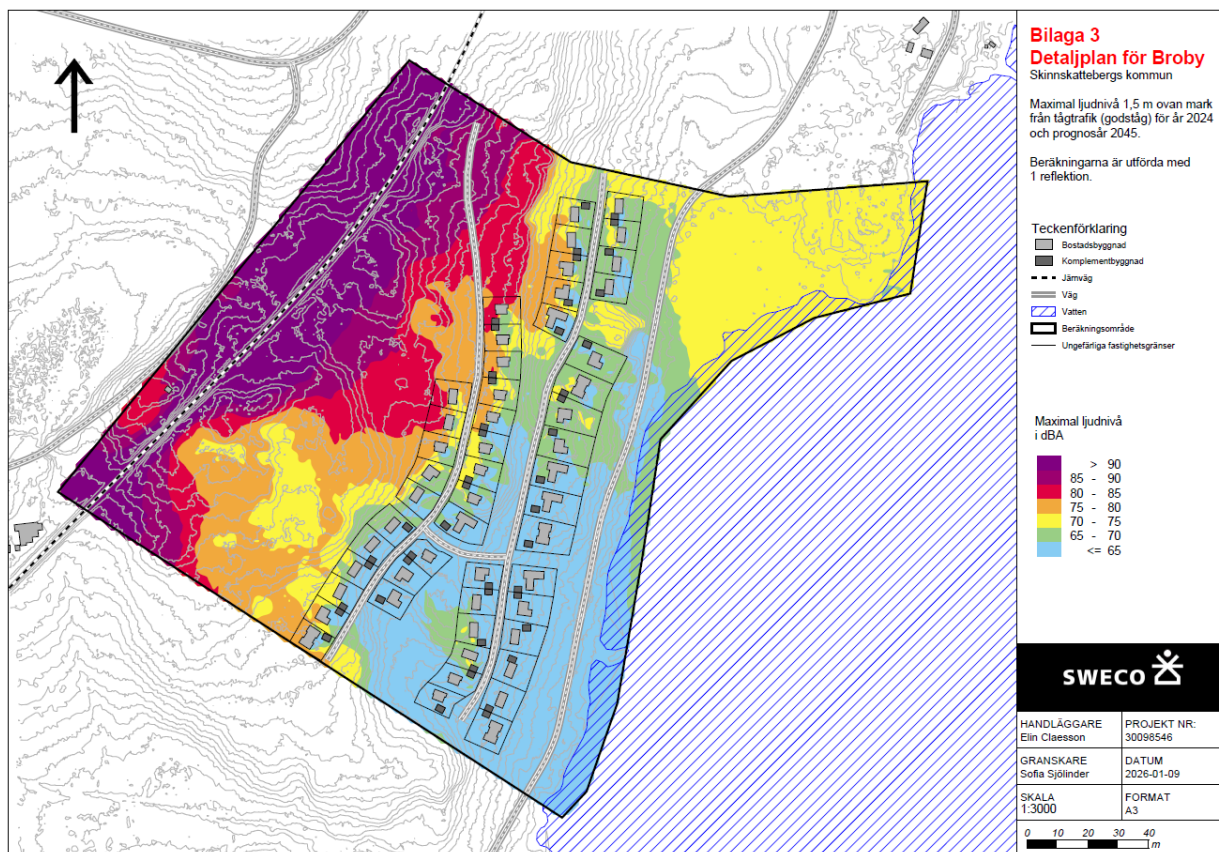 Bilaga 3
Detaljplan för Broby
Skinnskattebergs kommun
Maximal ljudnivå 1,5 m ovan mark
från tågtrafik (godståg) för år 2024
och prognosår 2045.
Beräkningarna är utförda med
1 reflektion.
Teckenförklaring
Bostadsbyggnad
Komplementbyggnad
Järnväg
Väg
Vatten
Beräkningsområde
Ungefärliga fastighetsgränser
Maximal ljudnivå
i dBA
> 90
85 - 90
80 - 85
75 - 80
70 - 75
65 - 70
<= 65
SWECO
HANDLÄGGARE
Elin Claesson
PROJEKT NR:
30098546
GRANSKARE
Sofia Sjölinder
DATUM
2026-01-09
SKALA
1:3000
FORMAT
A3
0 10 20 30 40
m